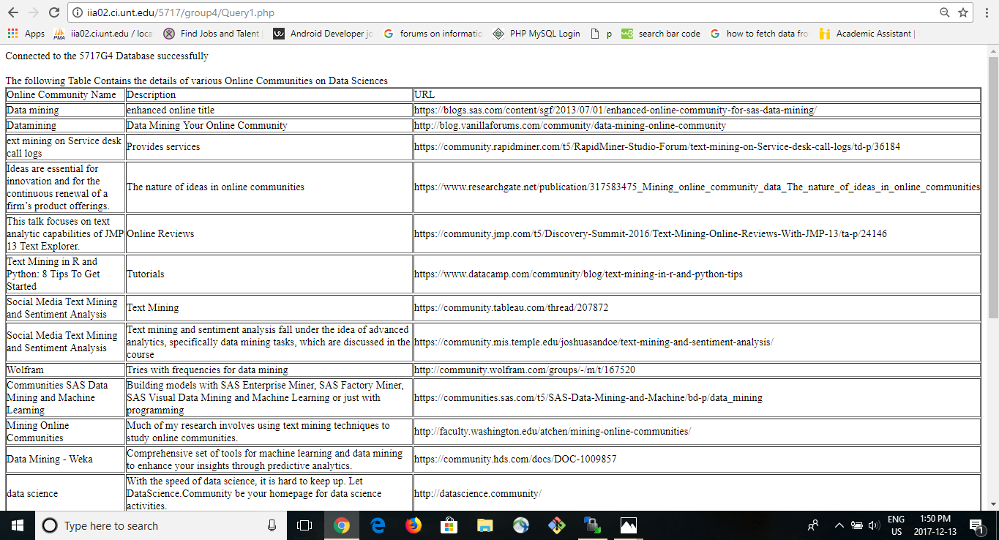 iia02.ci.unt.edu/5717/group4/Query1.php
Apps
iia02.ci.unt.edu / loca
Find Jobs and Talent
Android Developer jo
forums on informatio
PHP MySQL Login
p
search bar code
how to fetch data fro
Academic Assistant |
Connected to the 5717G4 Database successfully
The following Table Contains the details of various Online Communities on Data Sciences
Online Community Name Description URL
Data mining enhanced online title https://blogs.sas.com/content/sgf/2013/07/01/enhanced-online-community-for-sas-data-mining/
Datamining Data Mining Your Online Community http://blog.vanillaforums.com/community/data-mining-online-community
ext mining on Service desk
call logs
Provides services
https://community.rapidminer.com/t5/RapidMiner-Studio-Forum/text-mining-on-Service-desk-call-logs/td-p/36184
Ideas are essential for
innovation and for the
continuous renewal of a
firm’s product offerings.
The nature of ideas in online communities
https://www.researchgate.net/publication/317583475_Mining_online_community_data_The_nature_of_ideas_in_online_communities
This talk focuses on text
analytic capabilities of JMP
13 Text Explorer.
Online Reviews
https://community.jmp.com/t5/Discovery-Summit-2016/Text-Mining-Online-Reviews-With-JMP-13/ta-p/24146
Text Mining in R and
Python: 8 Tips To Get
Started
Tutorials
https://www.datacamp.com/community/blog/text-mining-in-r-and-python-tips
Social Media Text Mining
and Sentiment Analysis
Text Mining
https://community.tableau.com/thread/207872
Social Media Text Mining
and Sentiment Analysis
Text mining and sentiment analysis fall under the idea of advanced
analytics, specifically data mining tasks, which are discussed in the
course
https://community.mis.temple.edu/joshuasandoe/text-mining-and-sentiment-analysis/
Wolfram Tries with frequencies for data mining http://community.wolfram.com/groups/-/m/t/167520
Communities SAS Data
Mining and Machine
Learning
Building models with SAS Enterprise Miner, SAS Factory Miner,
SAS Visual Data Mining and Machine Learning or just with
programming
https://communities.sas.com/t5/SAS-Data-Mining-and-Machine/bd-p/data_mining
Mining Online
Communities
Much of my research involves using text mining techniques to
study online communities.
http://faculty.washington.edu/atchen/mining-online-communities/
Data Mining - Weka
Comprehensive set of tools for machine learning and data mining
to enhance your insights through predictive analytics.
https://community.hds.com/docs/DOC-1009857
data science
With the speed of data science, it is hard to keep up. Let
DataScience.Community be your homepage for data science
activities.
http://datascience.community/
Type here to search
ENG
US
1:50 PM
2017-12-13
1